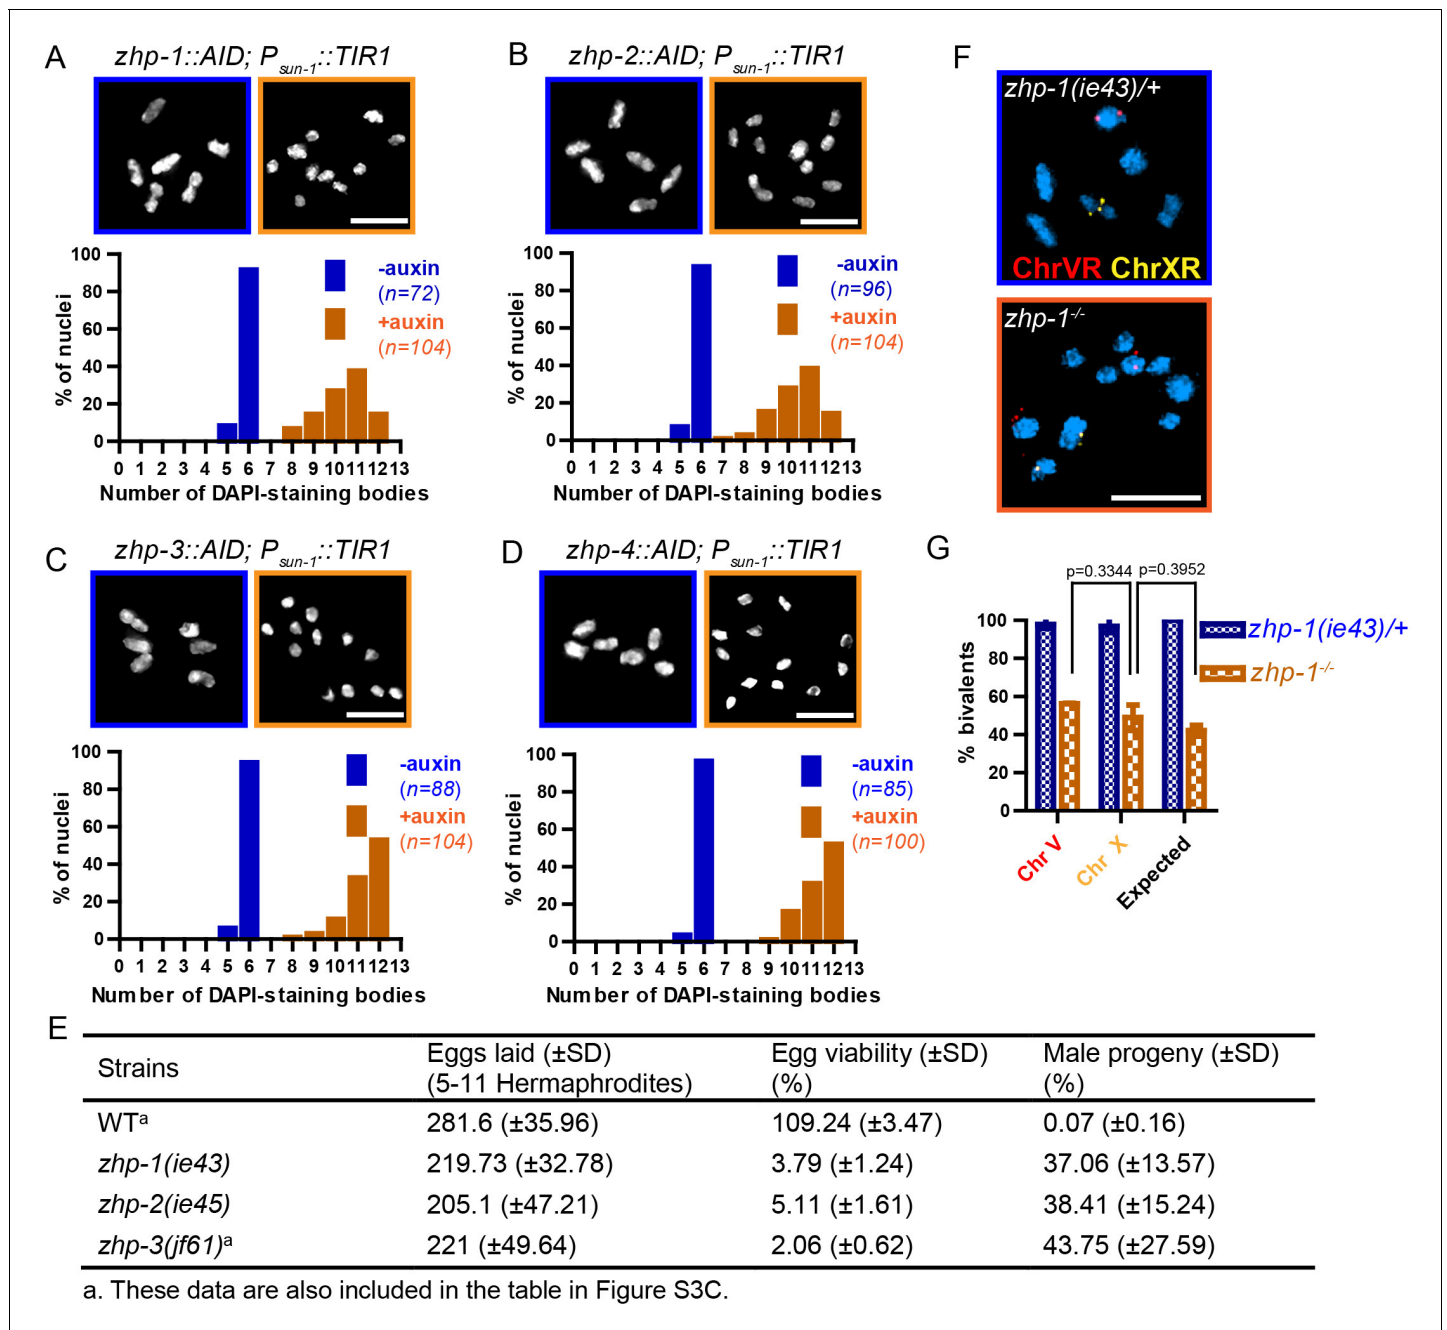 A
zhp-1::AID; Psun-1::TIR1
100
80
60
40
20
0
% of nuclei
-auxin
(n=72)
+auxin
(n=104)
0 1 2 3 4 5 6 7 8 9 10 11 12 13
Number of DAPI-staining bodies
B
zhp-2::AID; Psun-1::TIR1
100
80
60
40
20
0
% of nuclei
-auxin
(n=96)
+auxin
(n=104)
0 1 2 3 4 5 6 7 8 9 10 11 12 13
Number of DAPI-staining bodies
C
zhp-3::AID; Psun-1::TIR1
100
80
60
40
20
0
% of nuclei
-auxin
(n=88)
+auxin
(n=104)
0 1 2 3 4 5 6 7 8 9 10 11 12 13
Number of DAPI-staining bodies
D
zhp-4::AID; Psun-1::TIR1
100
80
60
40
20
0
% of nuclei
-auxin
(n=85)
+auxin
(n=100)
0 1 2 3 4 5 6 7 8 9 10 11 12 13
Number of DAPI-staining bodies
F
zhp-1(ie43)/+
ChrVR ChrXR
zhp-1-/-
G
p=0.3344 p=0.3952
100
80
60
40
20
0
% bivalents
zhp-1(ie43)/+
zhp-1-/-
Chr V
Chr X
Expected
E
Strains Eggs laid (±SD) (5-11 Hermaphrodites) Egg viability (±SD) (%) Male progeny (±SD) (%)
WTa 281.6 (±35.96) 109.24 (±3.47) 0.07 (±0.16)
zhp-1(ie43) 219.73 (±32.78) 3.79 (±1.24) 37.06 (±13.57)
zhp-2(ie45) 205.1 (±47.21) 5.11 (±1.61) 38.41 (±15.24)
zhp-3(jf61)a 221 (±49.64) 2.06 (±0.62) 43.75 (±27.59)
a. These data are also included in the table in Figure S3C.